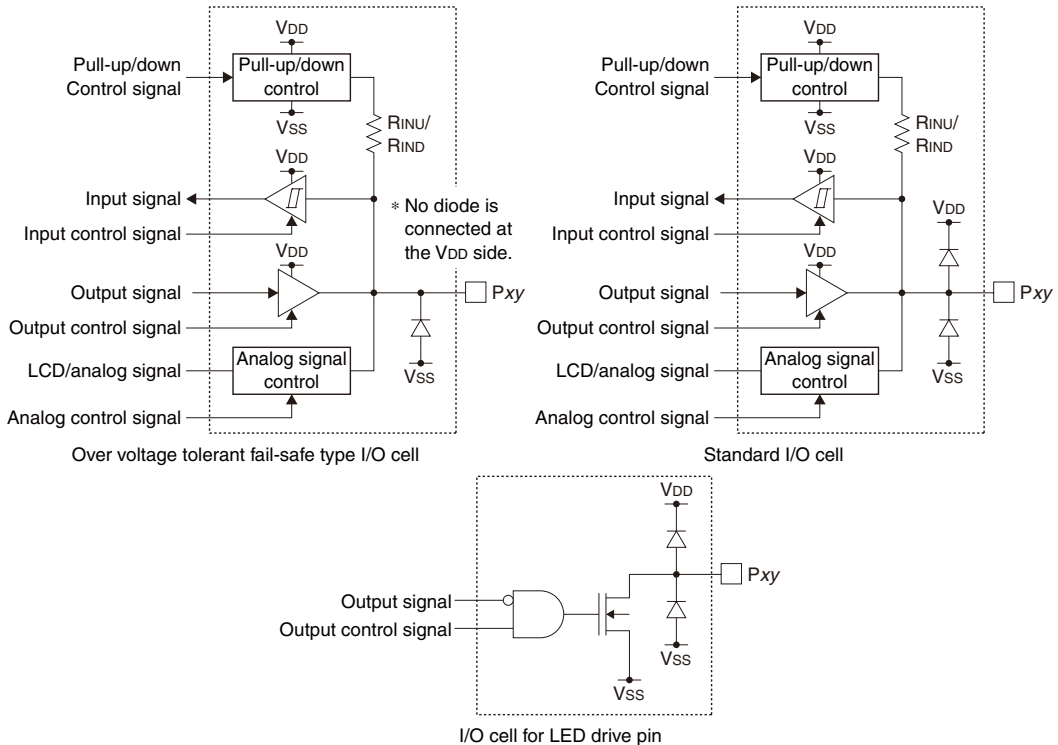 VDD
Pull-up/down
Control signal
Pull-up/down
control
VSS
RINU/
RIND
VDD
Input signal
Input control signal
* No diode is
connected at
the VDD side.
VDD
Output signal
Output control signal
Pxy
LCD/analog signal
Analog signal
control
VSS
Analog control signal
Over voltage tolerant fail-safe type I/O cell
VDD
Pull-up/down
Control signal
Pull-up/down
control
VSS
RINU/
RIND
VDD
Input signal
Input control signal
VDD
VDD
Output signal
Output control signal
Pxy
LCD/analog signal
Analog signal
control
VSS
Analog control signal
Standard I/O cell
VDD
Pxy
Output signal
Output control signal
VSS
VSS
I/O cell for LED drive pin